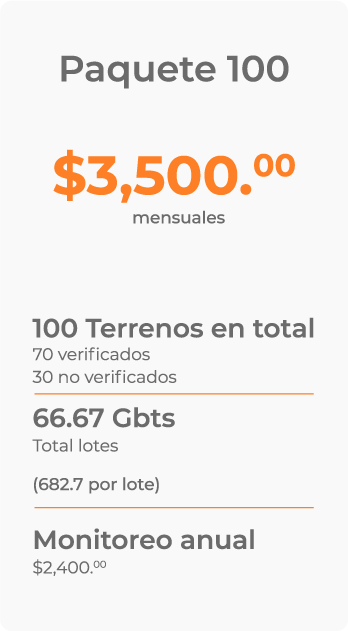 Paquete 100
$3,500.00
mensuales
100 Terrenos en total
70 verificados
30 no verificados
66.67 Gbts
Total lotes
(682.7 por lote)
Monitoreo anual
$2,400.00